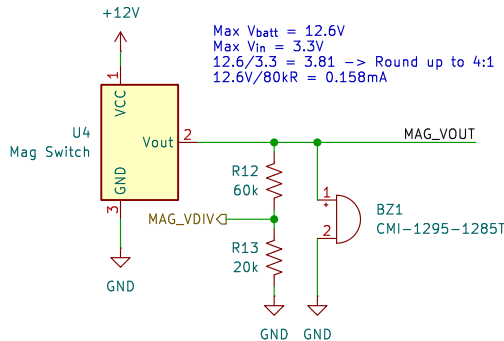 +12V
Max Vbatt = 12.6V
Max Vin = 3.3V
12.6/3.3 = 3.81 -> Round up to 4:1
12.6V/80kR = 0.158mA
1
VCC
U4
Mag Switch
Vout
2
MAG_VOUT
GND
3
R12
60k
MAG_VDIV
R13
20k
1
+
2
BZ1
CMI-1295-1285T
GND
GND
GND